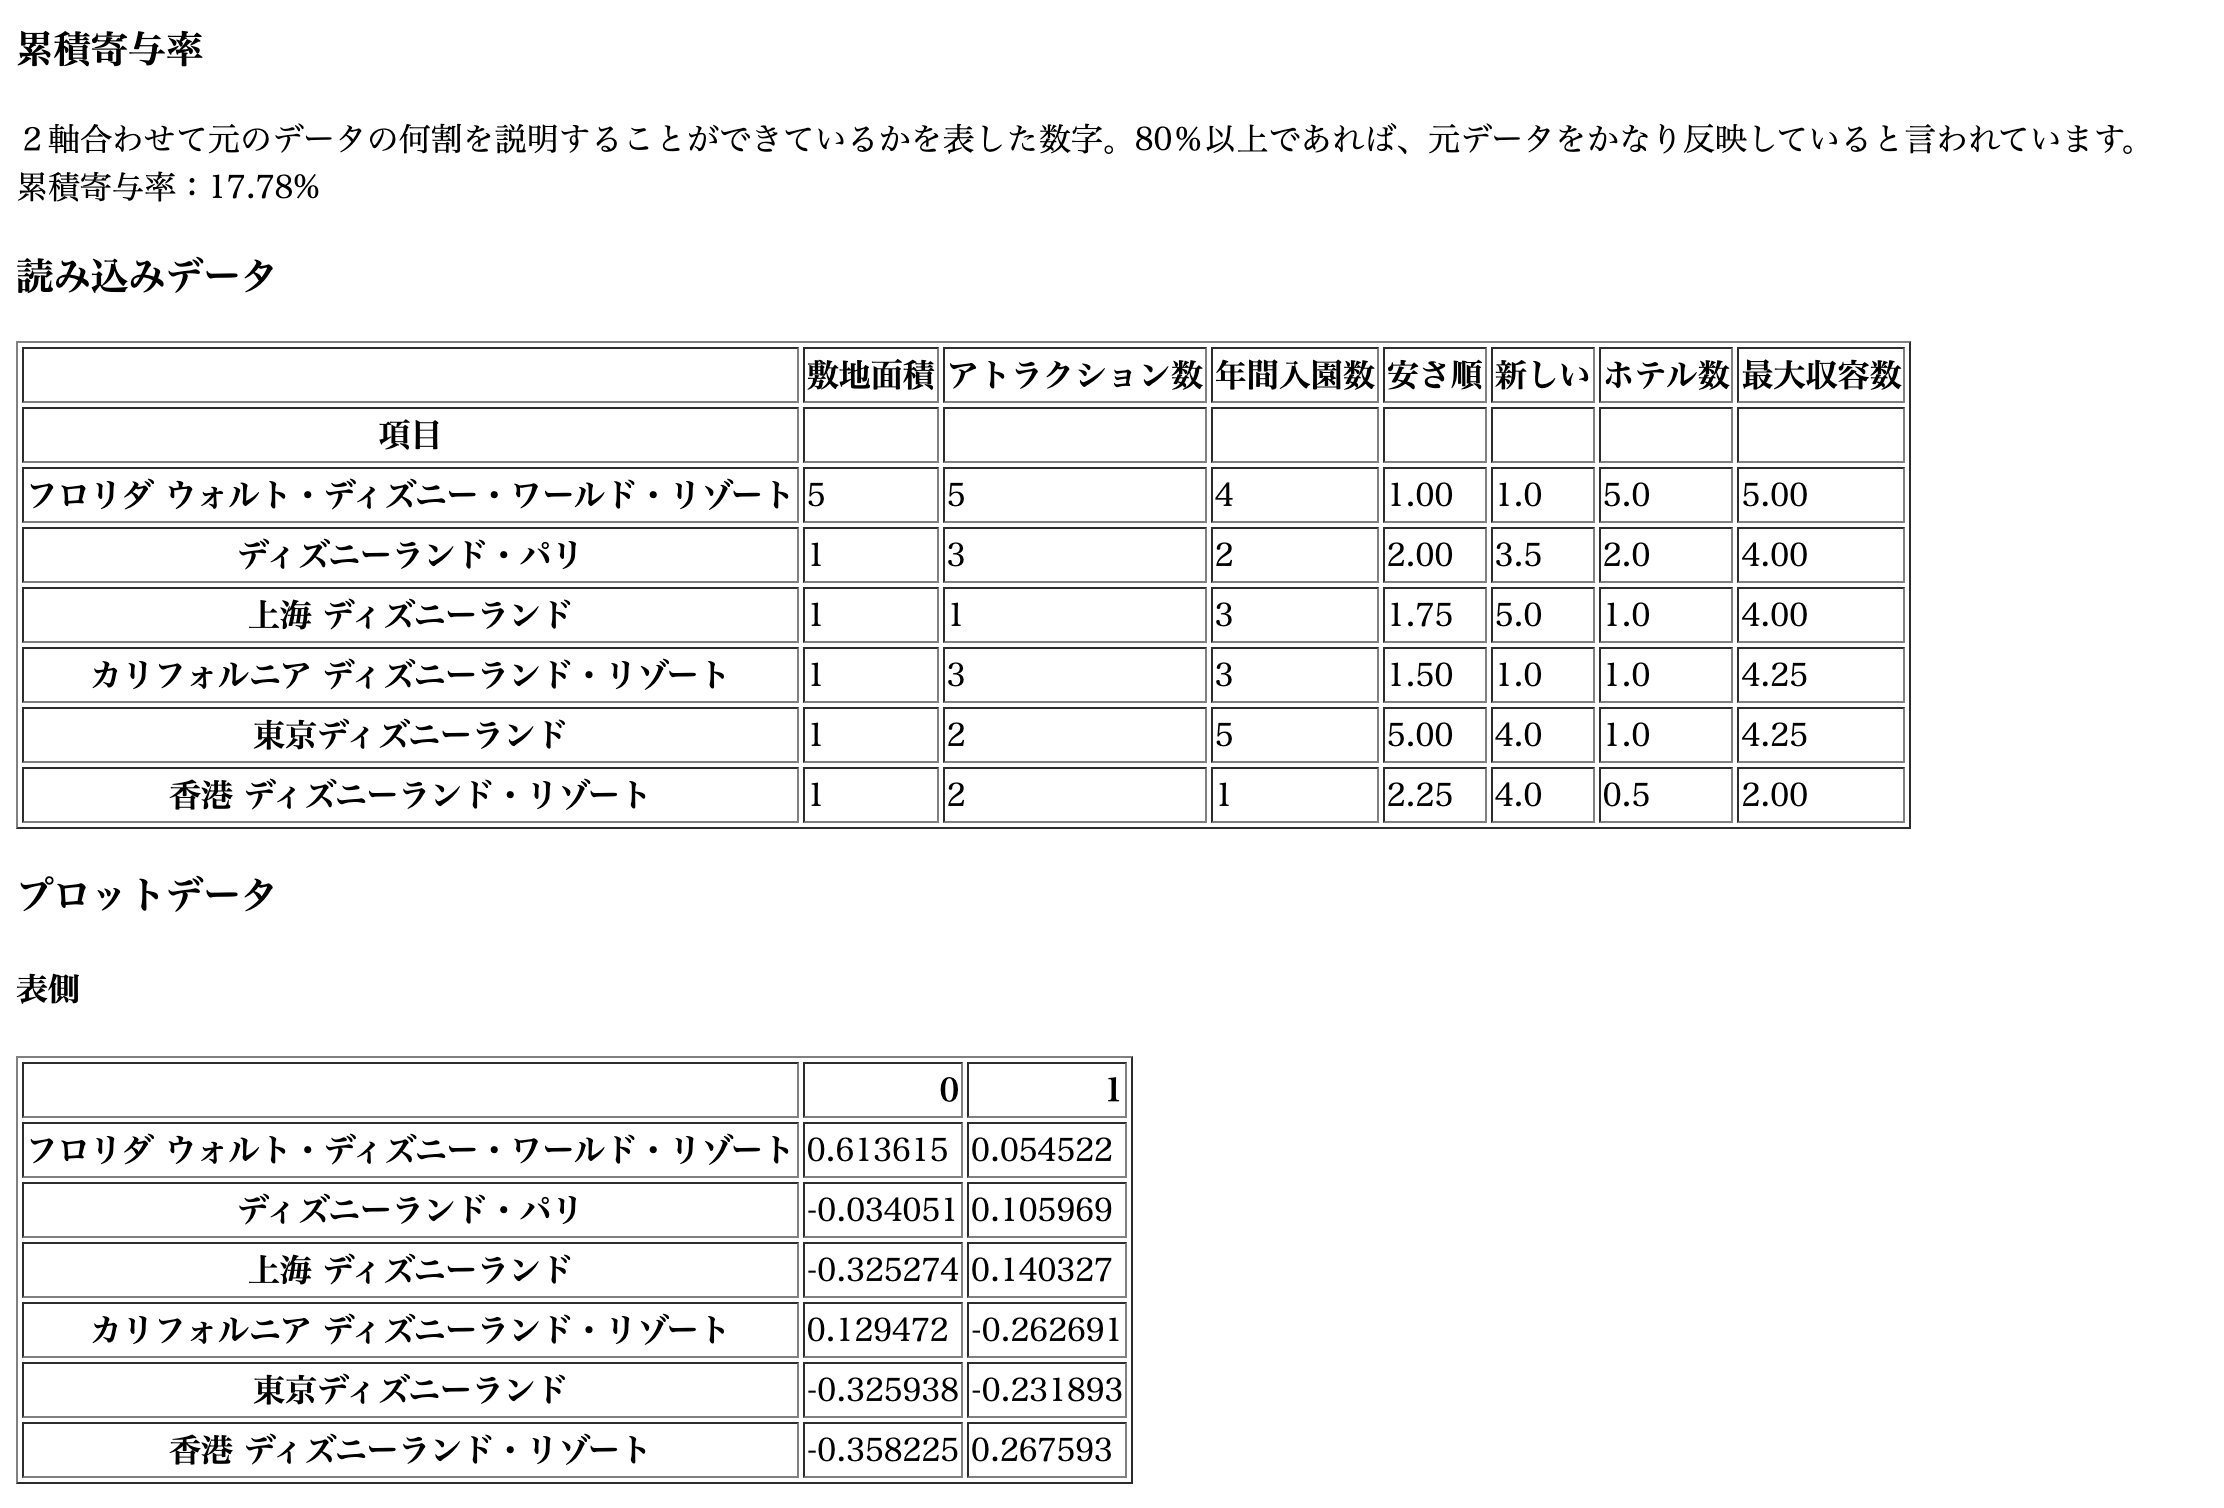 累積寄与率
２軸合わせて元のデータの何割を説明することができているかを表した数字。80％以上であれば、元データをかなり反映していると言われています。
累積寄与率：17.78%
読み込みデータ
敷地面積 アトラクション数 年間入園数 安さ順 新しい ホテル数 最大収容数
項目
フロリダ ウォルト・ディズニー・ワールド・リゾート 5 5 4 1.00 1.0 5.0 5.00
ディズニーランド・パリ 1 3 2 2.00 3.5 2.0 4.00
上海 ディズニーランド 1 1 3 1.75 5.0 1.0 4.00
カリフォルニア ディズニーランド・リゾート 1 3 3 1.50 1.0 1.0 4.25
東京ディズニーランド 1 2 5 5.00 4.0 1.0 4.25
香港 ディズニーランド・リゾート 1 2 1 2.25 4.0 0.5 2.00
プロットデータ
表側
0 1
フロリダ ウォルト・ディズニー・ワールド・リゾート 0.613615 0.054522
ディズニーランド・パリ -0.034051 0.105969
上海 ディズニーランド -0.325274 0.140327
カリフォルニア ディズニーランド・リゾート 0.129472 -0.262691
東京ディズニーランド -0.325938 -0.231893
香港 ディズニーランド・リゾート -0.358225 0.267593